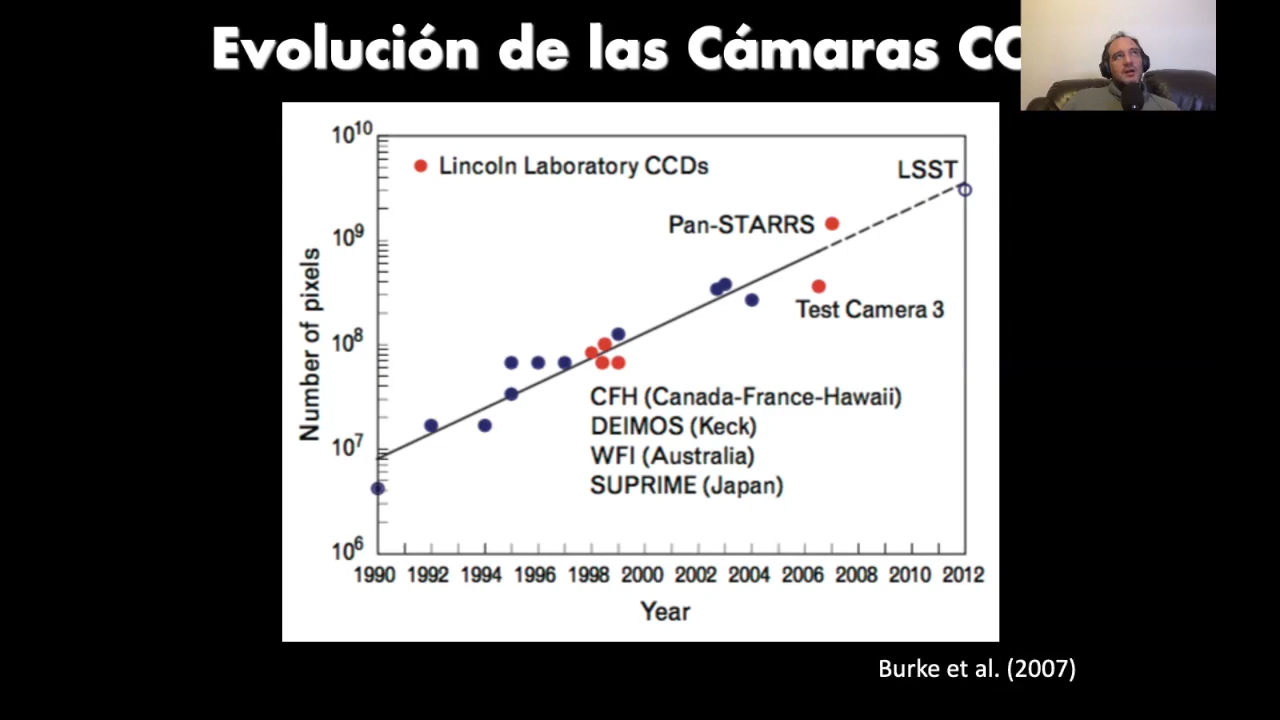 Evolución de las Cámaras CC
10^10
Lincoln Laboratory CCDs
LSST
Pan-STARRS
10^9
Number of pixels
Test Camera 3
10^8
CFH (Canada-France-Hawaii)
DEIMOS (Keck)
10^7
WFI (Australia)
SUPRIME (Japan)
10^6
1990 1992 1994 1996 1998 2000 2002 2004 2006 2008 2010 2012
Year
Burke et al. (2007)